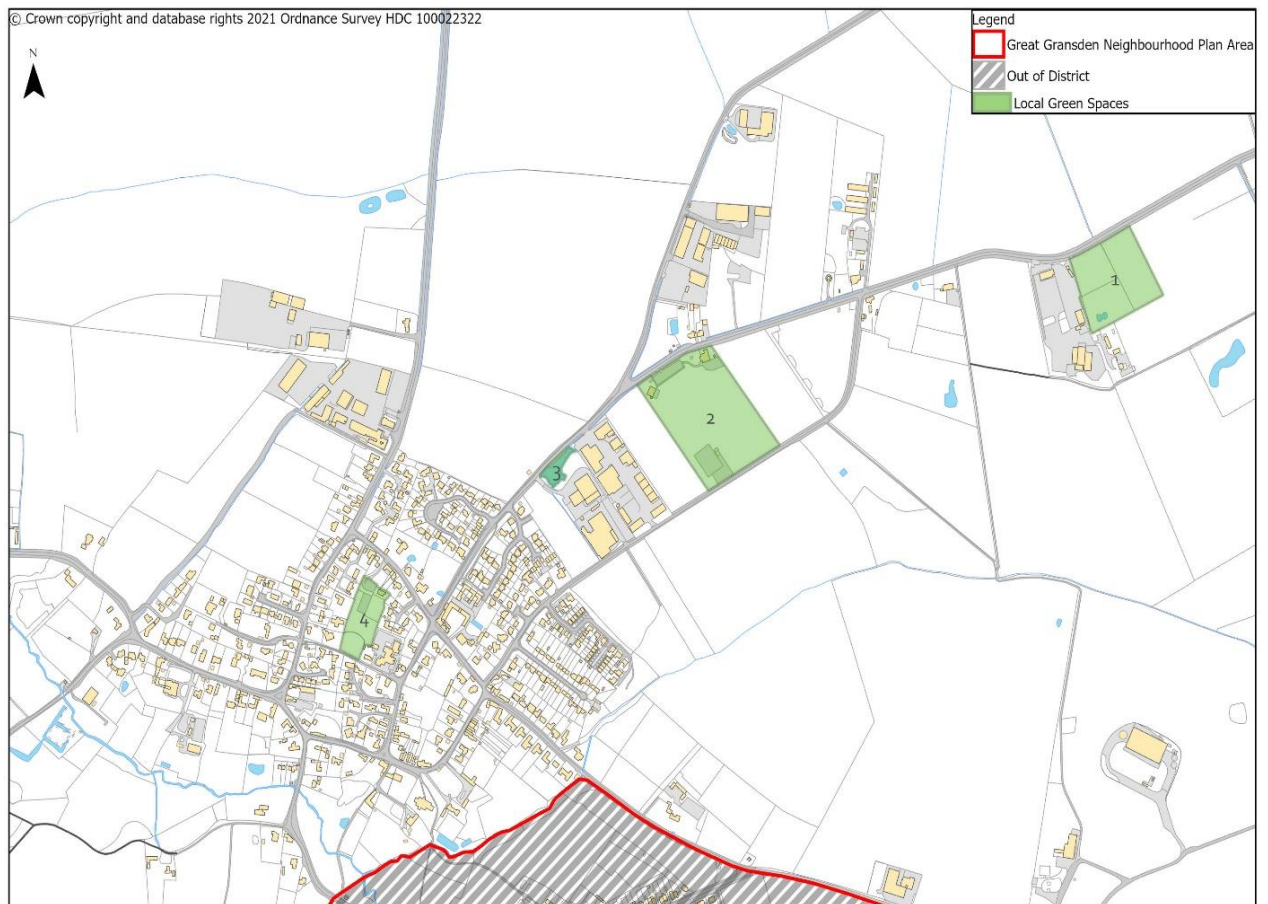 © Crown copyright and database rights 2021 Ordnance Survey HDC 100022322
Legend
Great Gransden Neighbourhood Plan Area
Out of District
Local Green Spaces
N
1
2
3
4